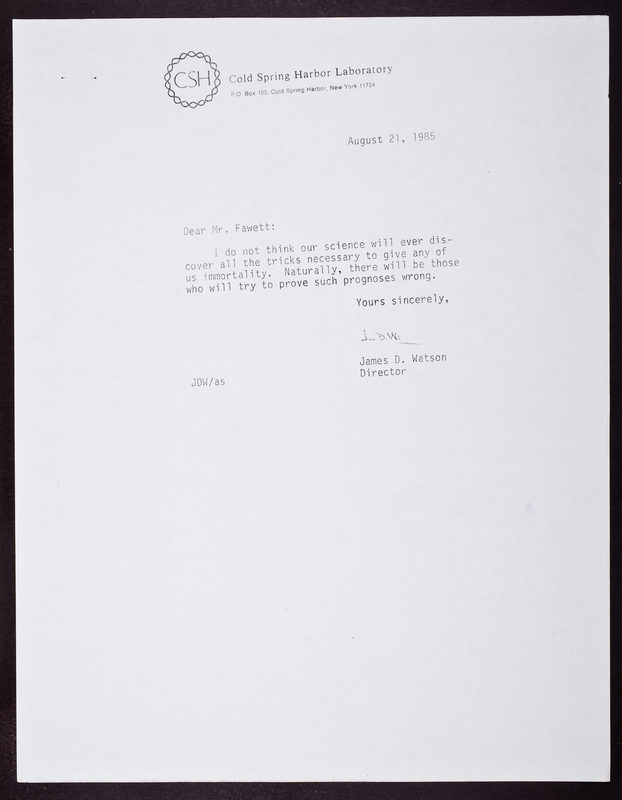 CSH
Cold Spring Harbor Laboratory
P.O. Box 100, Cold Spring Harbor, New York 11724
August 21, 1985
Dear Mr. Fawett:
I do not think our science will ever dis-
cover all the tricks necessary to give any of
us immortality. Naturally, there will be those
who will try to prove such prognoses wrong.
Yours sincerely,
J.D.W.
James D. Watson
Director
JDW/as